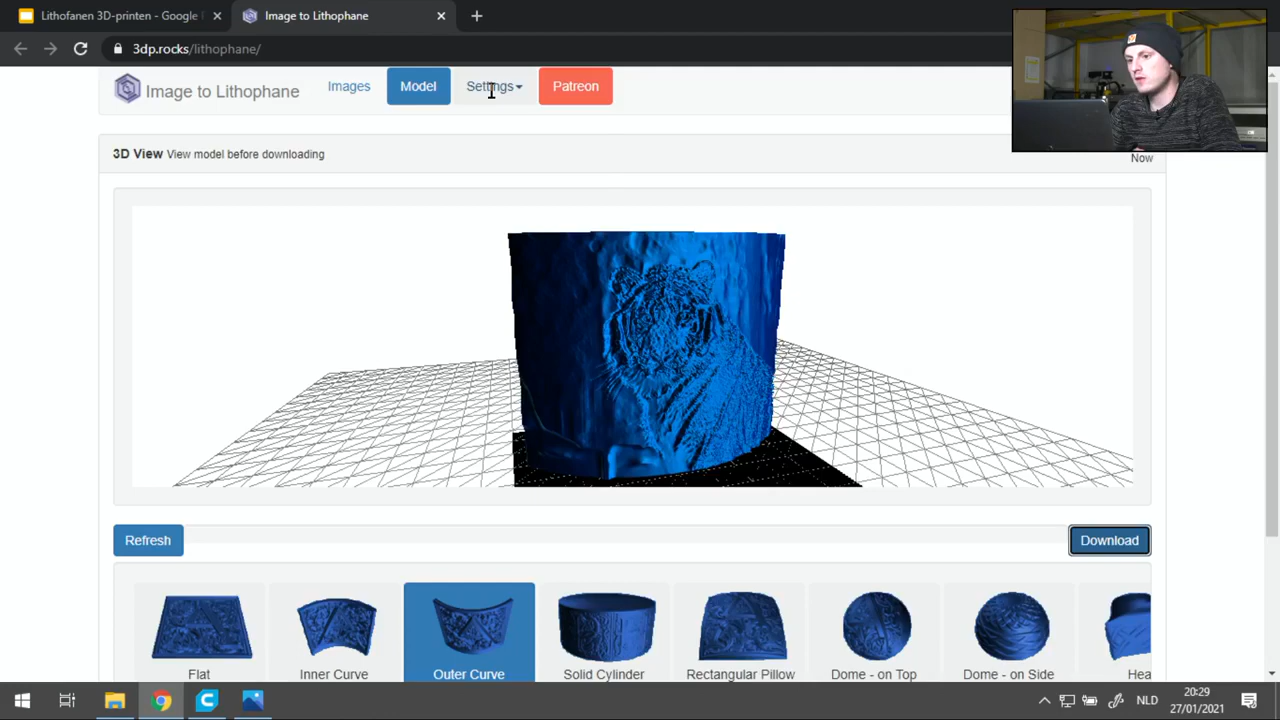 Lithofanen 3D-printen - Google
Image to Lithophane
3dp.rocks/lithophane/
Image to Lithophane
Images
Model
Settings
Patreon
3D View View model before downloading
Now
Refresh
Download
Flat
Inner Curve
Outer Curve
Solid Cylinder
Rectangular Pillow
Dome - on Top
Dome - on Side
Hea
NLD
20:29
27/01/2021